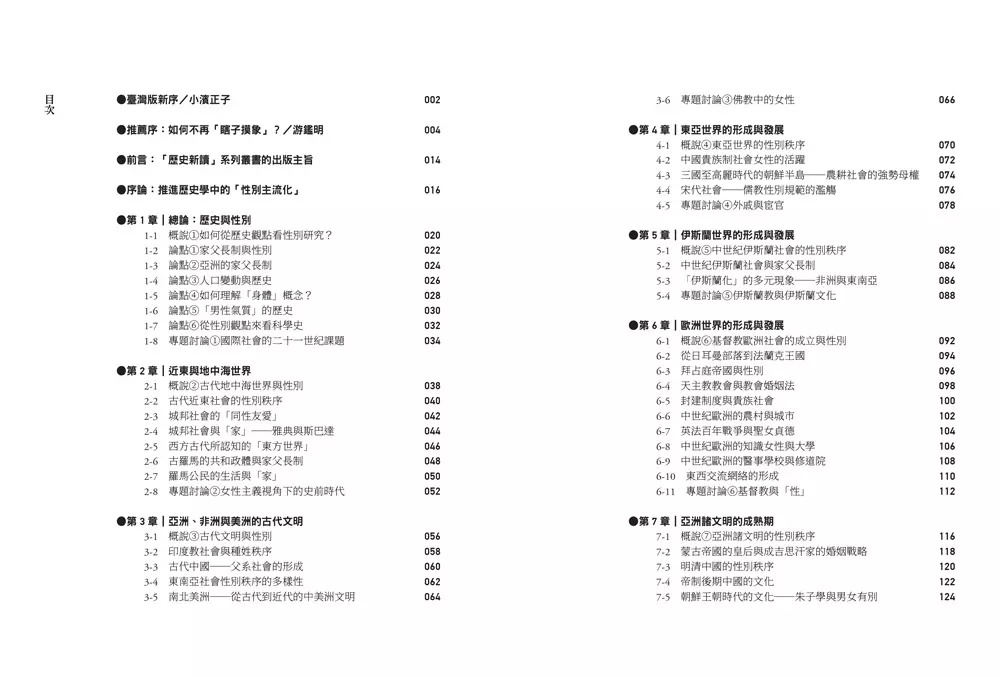 目次
●臺灣版新序／小濱正子 002
●推薦序：如何不再「瞎子摸象」？／游鑑明 004
●前言：「歷史新讀」系列叢書的出版主旨 014
●序論：推進歷史學中的「性別主流化」 016
●第1章｜總論：歷史與性別
1-1 概說①如何從歷史觀點看性別研究？ 020
1-2 論點①家父長制與性別 022
1-3 論點②亞洲的家父長制 024
1-4 論點③人口變動與歷史 026
1-5 論點④如何理解「身體」概念？ 028
1-6 論點⑤「男性氣質」的歷史 030
1-7 論點⑥從性別觀點來看科學史 032
1-8 專題討論①國際社會的二十一世紀課題 034
●第2章｜近東與地中海世界
2-1 概說②古代地中海世界與性別 038
2-2 古代近東社會的性別秩序 040
2-3 城邦社會的「同性友愛」 042
2-4 城邦社會與「家」——雅典與斯巴達 044
2-5 西方古代所認知的「東方世界」 046
2-6 古羅馬的共和政體與家父長制 048
2-7 羅馬公民的生活與「家」 050
2-8 專題討論②女性主義視角下的史前時代 052
●第3章｜亞洲、非洲與美洲的古代文明
3-1 概說③古代文明與性別 056
3-2 印度教社會與種姓秩序 058
3-3 古代中國——父系社會的形成 060
3-4 東南亞社會性別秩序的多樣性 062
3-5 南北美洲——從古代到近代的中美洲文明 064
3-6 專題討論③佛教中的女性 066
●第4章｜東亞世界的形成與發展
4-1 概說④東亞世界的性別秩序 070
4-2 中國貴族制社會女性的活躍 072
4-3 三國至高麗時代的朝鮮半島——農耕社會的強勢母權 074
4-4 宋代社會——儒教性別規範的濫觴 076
4-5 專題討論④外戚與宦官 078
●第5章｜伊斯蘭世界的形成與發展
5-1 概說⑤中世紀伊斯蘭社會的性別秩序 082
5-2 中世紀伊斯蘭社會與家父長制 084
5-3 「伊斯蘭化」的多元現象——非洲與東南亞 086
5-4 專題討論⑤伊斯蘭教與伊斯蘭文化 088
●第6章｜歐洲世界的形成與發展
6-1 概說⑥基督教歐洲社會的成立與性別 092
6-2 從日耳曼部落到法蘭克王國 094
6-3 拜占庭帝國與性別 096
6-4 天主教教會與教會婚姻法 098
6-5 封建制度與貴族社會 100
6-6 中世紀歐洲的農村與城市 102
6-7 英法百年戰爭與聖女貞德 104
6-8 中世紀歐洲的知識女性與大學 106
6-9 中世紀歐洲的醫事學校與修道院 108
6-10 東西交流網絡的形成 110
6-11 專題討論⑥基督教與「性」 112
●第7章｜亞洲諸文明的成熟期
7-1 概說⑦亞洲諸文明的性別秩序 116
7-2 蒙古帝國的皇后與成吉思汗家的婚姻戰略 118
7-3 明清中國的性別秩序 120
7-4 帝制後期中國的文化 122
7-5 朝鮮王朝時代的文化——朱子學與男女有別 124